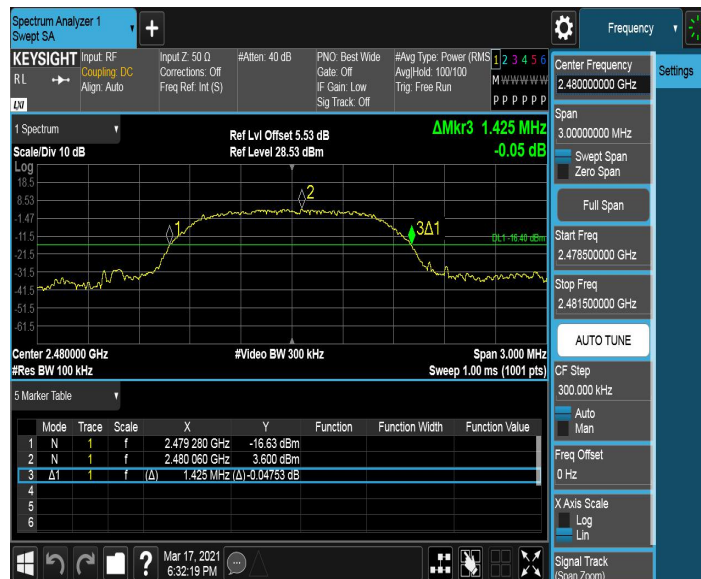 Spectrum Analyzer 1
Swept SA
+
Frequency
KEYSIGHT
RL
LXI
Input: RF
Coupling: DC
Align: Auto
Input Z: 50 Ω
Corrections: Off
Freq Ref: Int (S)
#Atten: 40 dB
PNO: Best Wide
Gate: Off
IF Gain: Low
Sig Track: Off
#Avg Type: Power (RMS
Avg|Hold: 100/100
Trig: Free Run
1 2 3 4 5 6
M W W W W W
P P P P P P
Center Frequency
2.480000000 GHz
Settings
Span
3.00000000 MHz
Swept Span
Zero Span
Full Span
Start Freq
2.478500000 GHz
Stop Freq
2.481500000 GHz
AUTO TUNE
CF Step
300.000 kHz
Auto
Man
Freq Offset
0 Hz
X Axis Scale
Log
Lin
Signal Track
(Span Zoom)
1 Spectrum
Scale/Div 10 dB
Ref Lvl Offset 5.53 dB
Ref Level 28.53 dBm
ΔMkr3 1.425 MHz
-0.05 dB
Log
18.5
8.53
-1.47
-11.5
-21.5
-31.5
-41.5
-51.5
-61.5
1
2
3Δ1
DL1 -16.40 dBm
Center 2.480000 GHz
#Res BW 100 kHz
#Video BW 300 kHz
Span 3.000 MHz
Sweep 1.00 ms (1001 pts)
5 Marker Table
Mode Trace Scale X Y Function Function Width Function Value
1 N 1 f 2.479 280 GHz -16.63 dBm
2 N 1 f 2.480 060 GHz 3.600 dBm
3 Δ1 1 f (Δ) 1.425 MHz (Δ) -0.04753 dB
4
5
6
?
Mar 17, 2021
6:32:19 PM